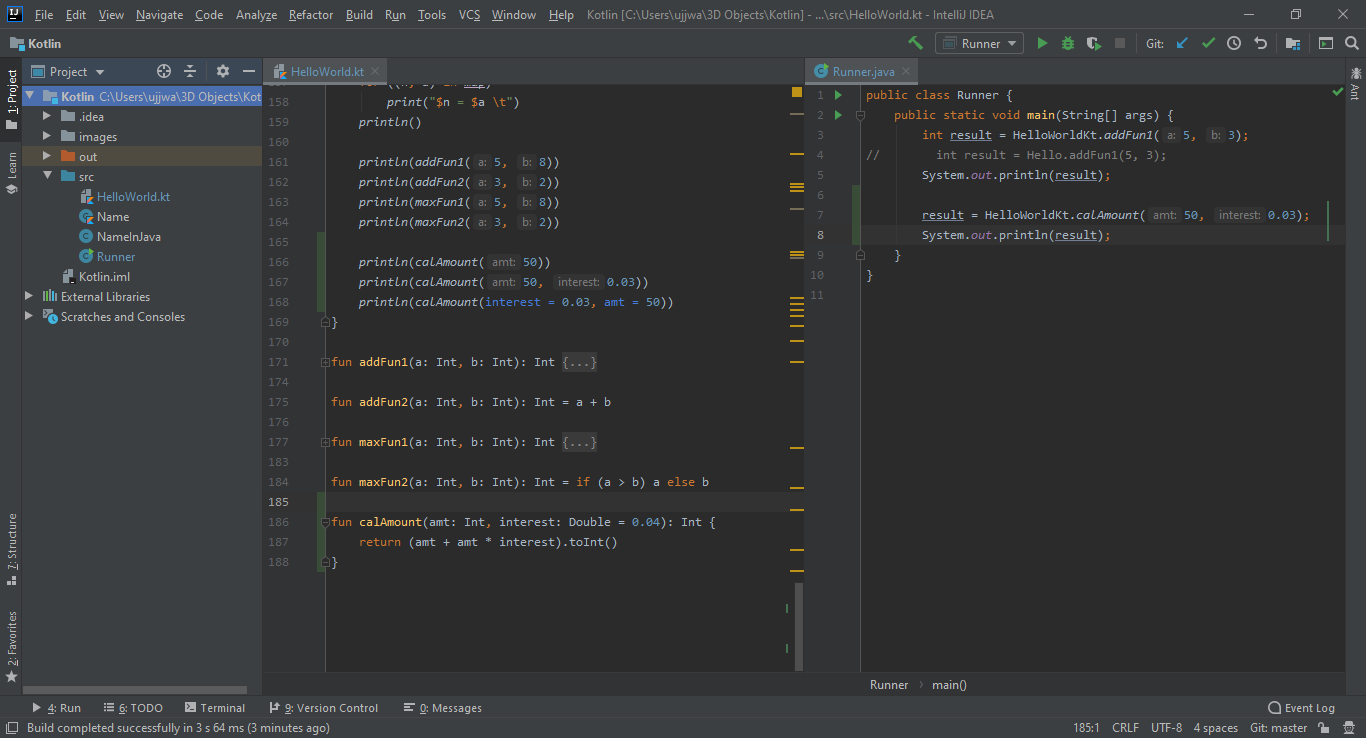 File Edit View Navigate Code Analyze Refactor Build Run Tools VCS Window Help Kotlin [C:\Users\ujjwa\3D Objects\Kotlin] - ...\src\HelloWorld.kt - IntelliJ IDEA
Kotlin
Runner
Git:
1: Project
Learn
7: Structure
2: Favorites
Project
Kotlin C:\Users\ujjwa\3D Objects\Kot
.idea
images
out
src
HelloWorld.kt
Name
NameInJava
Runner
Kotlin.iml
External Libraries
Scratches and Consoles
HelloWorld.kt
158 print("$n = $a \t")
159 println()
160
161 println(addFun1( a: 5, b: 8))
162 println(addFun2( a: 3, b: 2))
163 println(maxFun1( a: 5, b: 8))
164 println(maxFun2( a: 3, b: 2))
165
166 println(calAmount( amt: 50))
167 println(calAmount( amt: 50, interest: 0.03))
168 println(calAmount(interest = 0.03, amt = 50))
169 }
170
171 fun addFun1(a: Int, b: Int): Int {...}
174
175 fun addFun2(a: Int, b: Int): Int = a + b
176
177 fun maxFun1(a: Int, b: Int): Int {...}
183
184 fun maxFun2(a: Int, b: Int): Int = if (a > b) a else b
185
186 fun calAmount(amt: Int, interest: Double = 0.04): Int {
187 return (amt + amt * interest).toInt()
188 }
Runner.java
1 public class Runner {
2 public static void main(String[] args) {
3 int result = HelloWorldKt.addFun1( a: 5, b: 3);
4 // int result = Hello.addFun1(5, 3);
5 System.out.println(result);
6
7 result = HelloWorldKt.calAmount( amt: 50, interest: 0.03);
8 System.out.println(result);
9 }
10 }
11
Runner › main()
Ant
4: Run 6: TODO Terminal 9: Version Control 0: Messages Event Log
Build completed successfully in 3 s 64 ms (3 minutes ago) 185:1 CRLF UTF-8 4 spaces Git: master